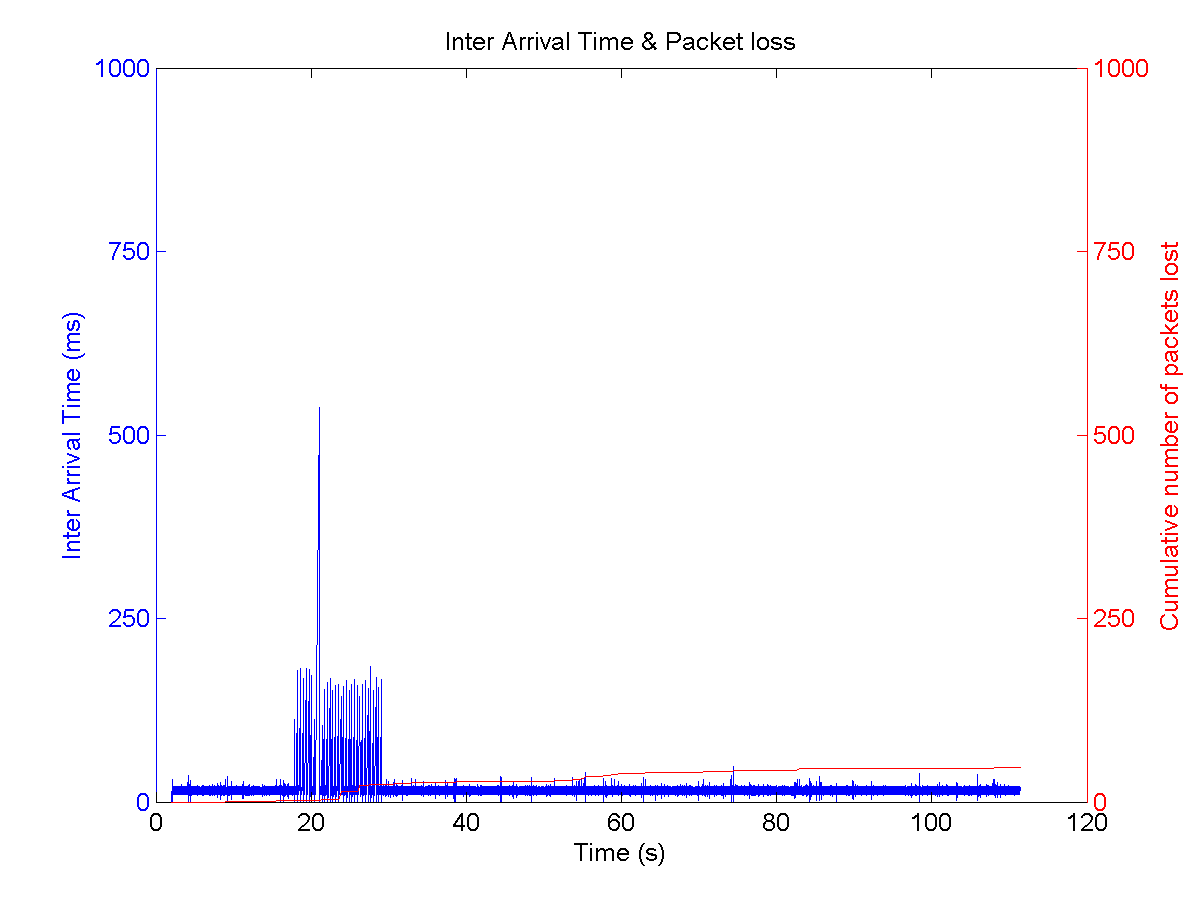 Inter Arrival Time & Packet loss
1000
750
500
250
0
Inter Arrival Time (ms)
1000
750
500
250
0
Cumulative number of packets lost
0 20 40 60 80 100 120
Time (s)